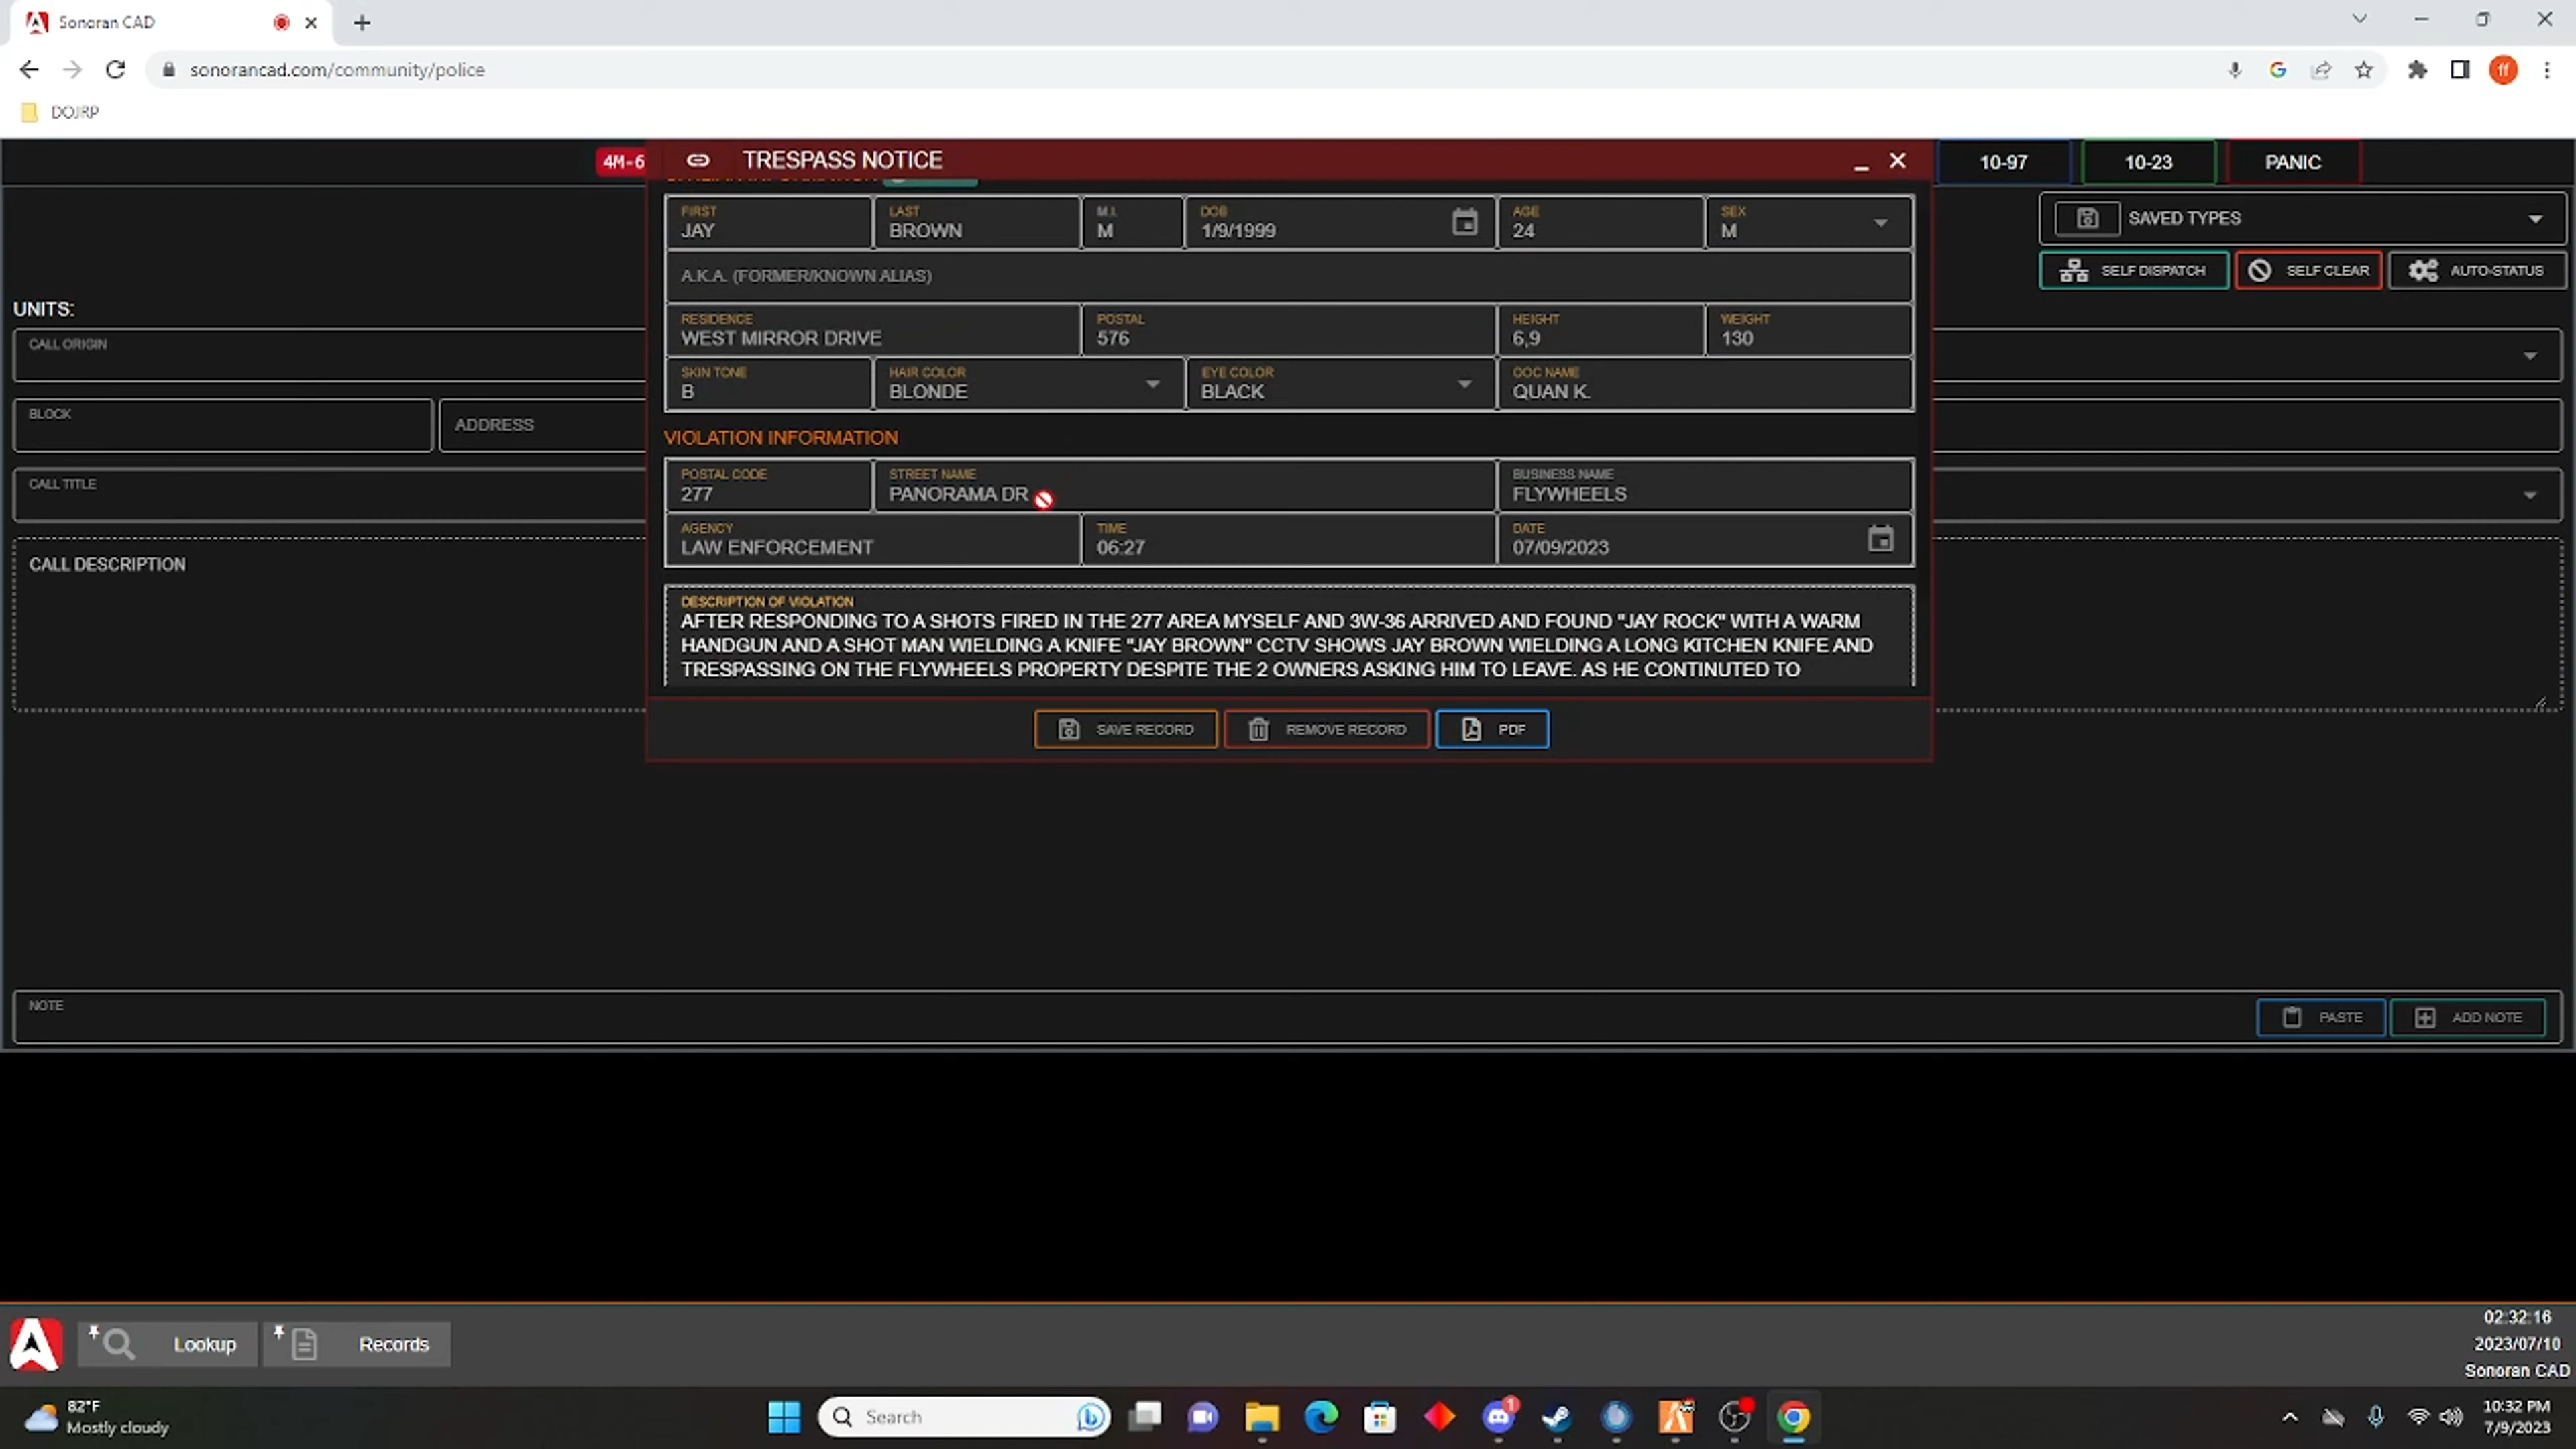 Sonoran CAD
sonorancad.com/community/police
ff
DOJRP
4M-6
TRESPASS NOTICE
10-97
10-23
PANIC
SAVED TYPES
SELF DISPATCH
SELF CLEAR
AUTO-STATUS
UNITS:
CALL ORIGIN
BLOCK
ADDRESS
CALL TITLE
CALL DESCRIPTION
FIRST
JAY
LAST
BROWN
M.I.
M
DOB
1/9/1999
AGE
24
SEX
M
A.K.A. (FORMER/KNOWN ALIAS)
RESIDENCE
WEST MIRROR DRIVE
POSTAL
576
HEIGHT
6,9
WEIGHT
130
SKIN TONE
B
HAIR COLOR
BLONDE
EYE COLOR
BLACK
OOC NAME
QUAN K.
VIOLATION INFORMATION
POSTAL CODE
277
STREET NAME
PANORAMA DR
BUSINESS NAME
FLYWHEELS
AGENCY
LAW ENFORCEMENT
TIME
06:27
DATE
07/09/2023
DESCRIPTION OF VIOLATION
AFTER RESPONDING TO A SHOTS FIRED IN THE 277 AREA MYSELF AND 3W-36 ARRIVED AND FOUND "JAY ROCK" WITH A WARM
HANDGUN AND A SHOT MAN WIELDING A KNIFE "JAY BROWN" CCTV SHOWS JAY BROWN WIELDING A LONG KITCHEN KNIFE AND
TRESPASSING ON THE FLYWHEELS PROPERTY DESPITE THE 2 OWNERS ASKING HIM TO LEAVE. AS HE CONTINUTED TO
SAVE RECORD
REMOVE RECORD
PDF
NOTE
PASTE
ADD NOTE
Lookup
Records
02:32:16
2023/07/10
Sonoran CAD
82°F
Mostly cloudy
Search
1
10:32 PM
7/9/2023